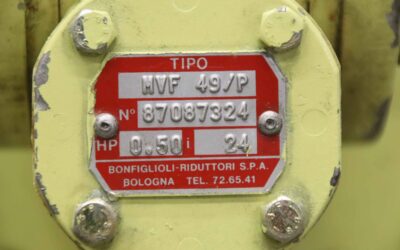 TIPO
MVF 49/P
N° 87087324
HP 0.50 i 24
BONFIGLIOLI-RIDUTTORI S.P.A.
BOLOGNA TEL. 72.65.41